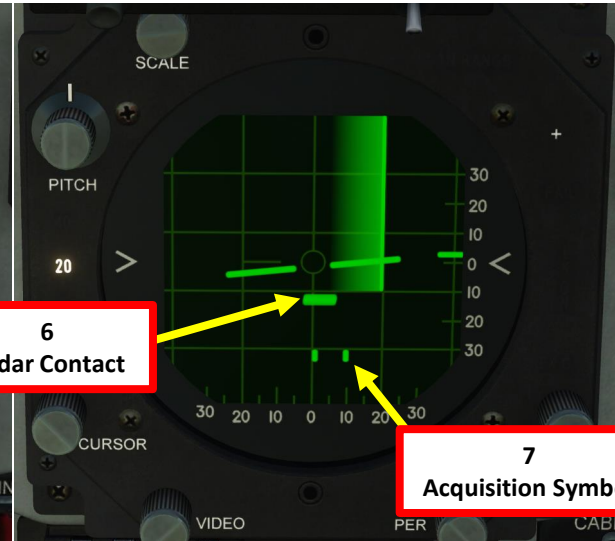 SCALE
PITCH
30
20
10
0
10
20
30
20
> <
6
dar Contact
30 20 10 0 10 20 30
7
Acquisition Symb
CURSOR
VIDEO
PER
CAB
IN